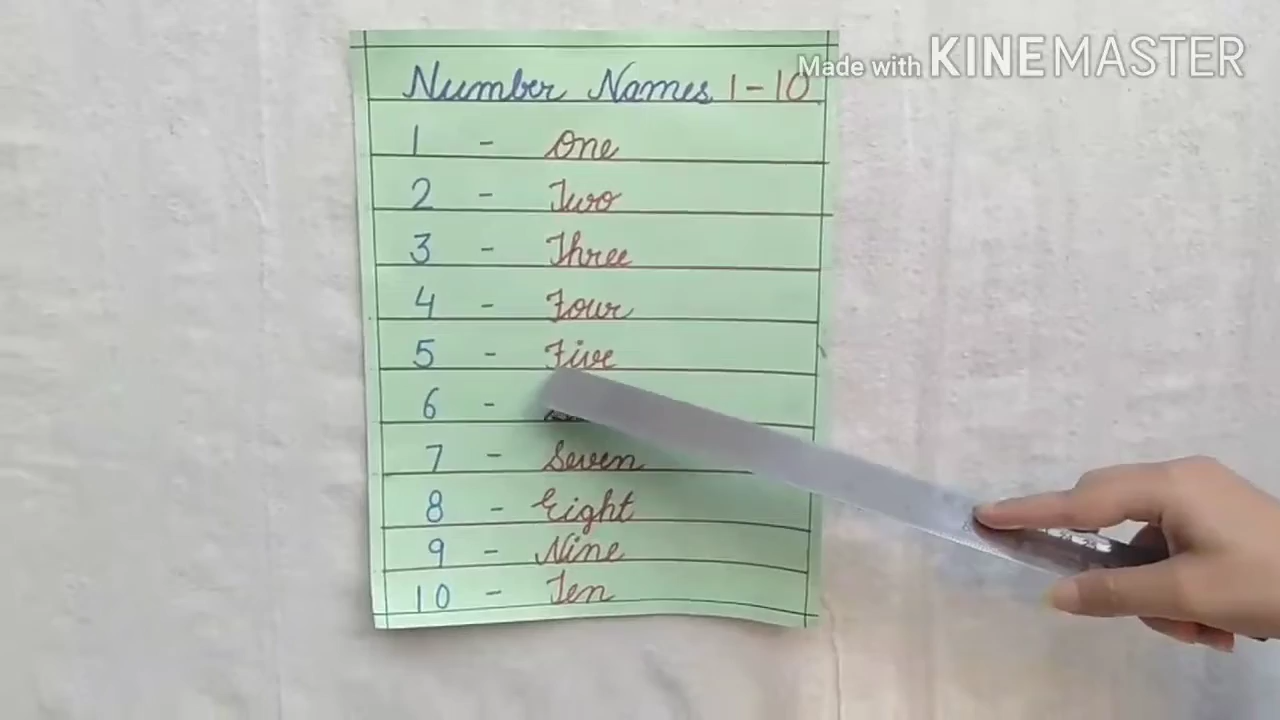 Made with KINEMASTER
Number Names 1-10
1 - One
2 - Two
3 - Three
4 - Four
5 - Five
6 -
7 - Seven
8 - Eight
9 - Nine
10 - Ten